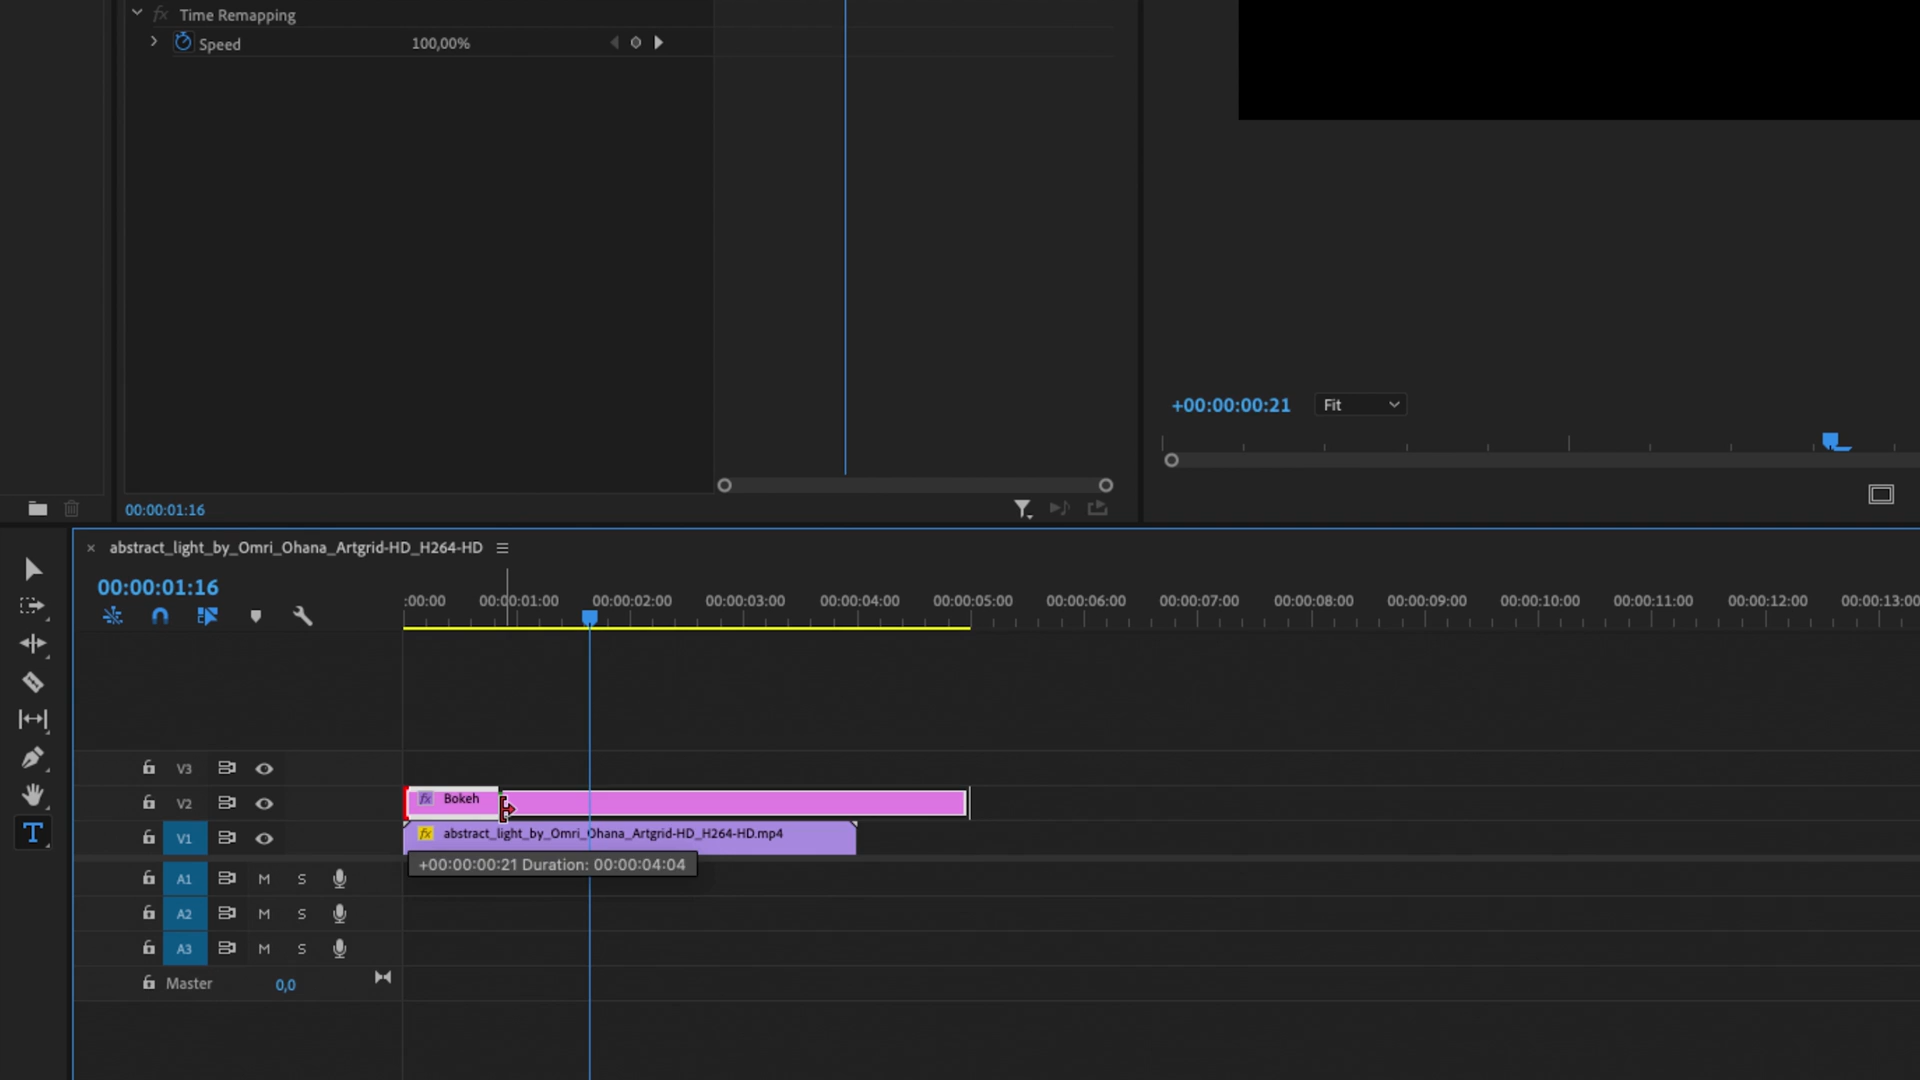 Time Remapping
Speed 100,00%
+00:00:00:21 Fit
00:00:01:16
abstract_light_by_Omri_Ohana_Artgrid-HD_H264-HD
00:00:01:16
:00:00 00:00:01:00 00:00:02:00 00:00:03:00 00:00:04:00 00:00:05:00 00:00:06:00 00:00:07:00 00:00:08:00 00:00:09:00 00:00:10:00 00:00:11:00 00:00:12:00 00:00:13:00
V3
V2 fx Bokeh
V1 fx abstract_light_by_Omri_Ohana_Artgrid-HD_H264-HD.mp4
+00:00:00:21 Duration: 00:00:04:04
A1 M S
A2 M S
A3 M S
Master 0,0